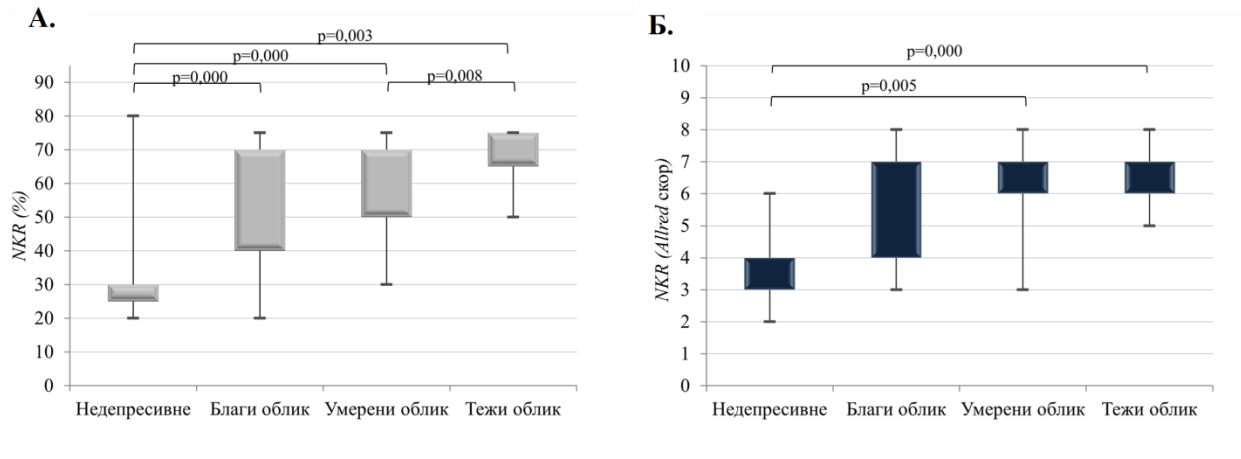 А.
p=0,003
p=0,000
p=0,000
p=0,008
90
80
70
60
50
40
30
20
10
0
NKR (%)
Недепресивне Благи облик Умерени облик Тежи облик
Б.
p=0,000
p=0,005
10
9
8
7
6
5
4
3
2
1
0
NKR (Allred скор)
Недепресивне Благи облик Умерени облик Тежи облик